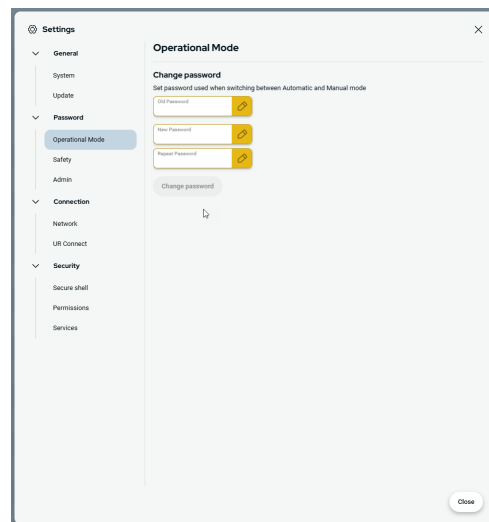 Settings
General
System
Update
Password
Operational Mode
Safety
Admin
Connection
Network
UR Connect
Security
Secure shell
Permissions
Services
Operational Mode
Change password
Set password used when switching between Automatic and Manual mode
Old Password
New Password
Repeat Password
Change password
Close